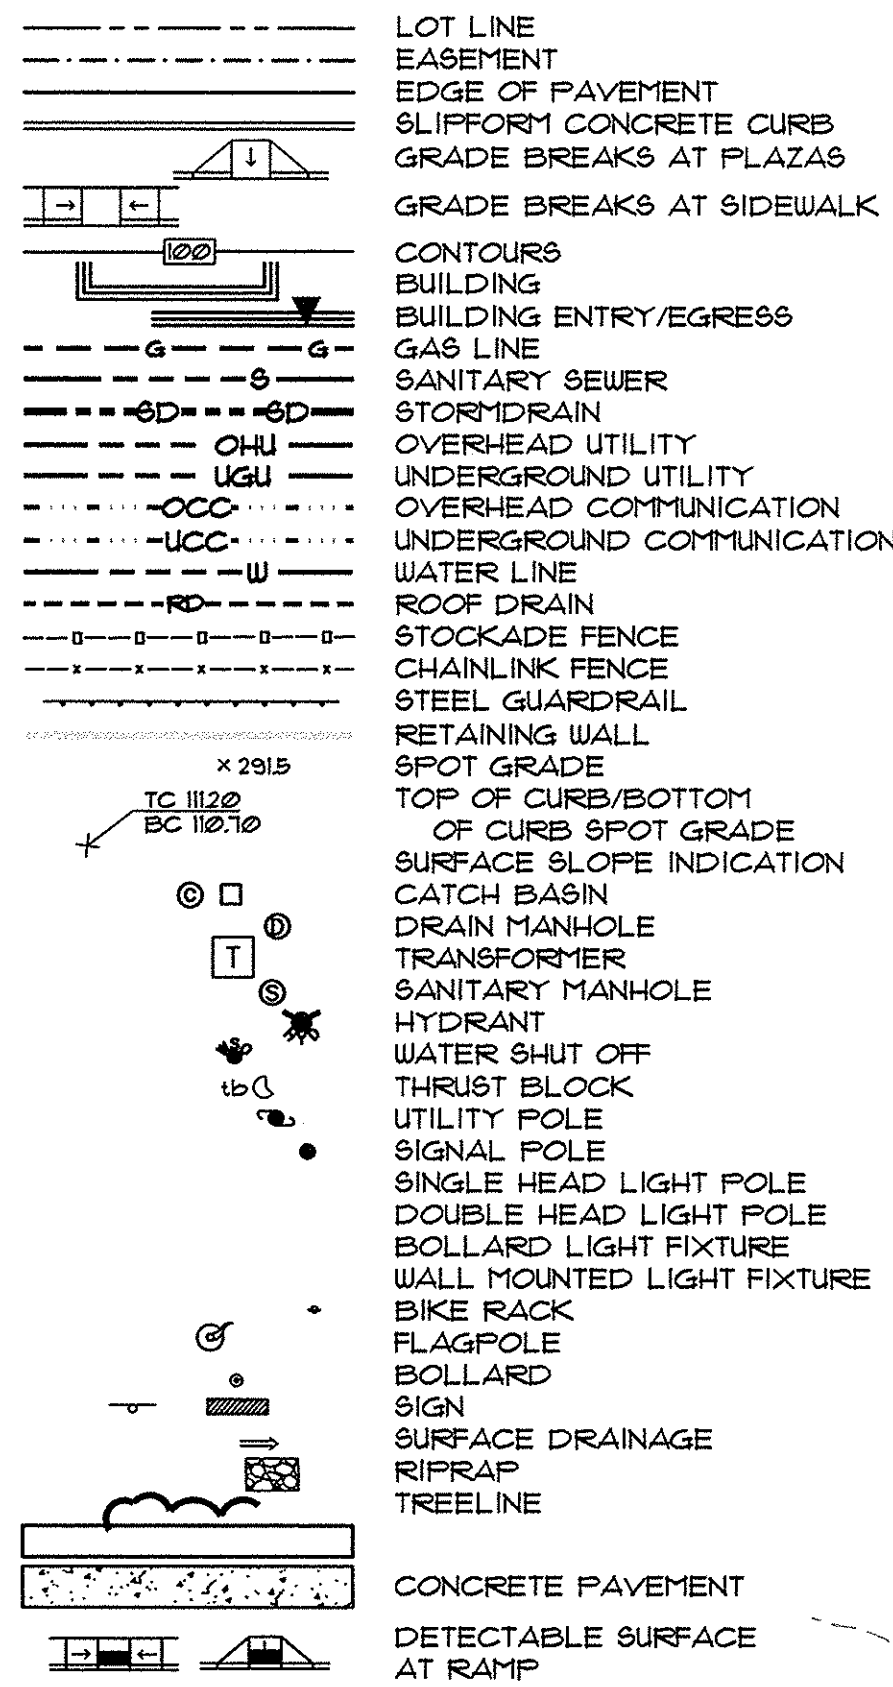 LOT LINE
EASEMENT
EDGE OF PAVEMENT
SLIPFORM CONCRETE CURB
GRADE BREAKS AT PLAZAS
GRADE BREAKS AT SIDEWALK
100 CONTOURS
BUILDING
BUILDING ENTRY/EGRESS
G G GAS LINE
S SANITARY SEWER
SD SD STORMDRAIN
OHU OVERHEAD UTILITY
UGU UNDERGROUND UTILITY
OCC OVERHEAD COMMUNICATION
UCC UNDERGROUND COMMUNICATION
W WATER LINE
RD ROOF DRAIN
STOCKADE FENCE
x x x x x CHAINLINK FENCE
STEEL GUARDRAIL
RETAINING WALL
× 291.5 SPOT GRADE
TC 111.20 TOP OF CURB/BOTTOM
BC 110.70 OF CURB SPOT GRADE
SURFACE SLOPE INDICATION
C CATCH BASIN
D DRAIN MANHOLE
T TRANSFORMER
S SANITARY MANHOLE
HYDRANT
so WATER SHUT OFF
tb THRUST BLOCK
UTILITY POLE
SIGNAL POLE
SINGLE HEAD LIGHT POLE
DOUBLE HEAD LIGHT POLE
BOLLARD LIGHT FIXTURE
WALL MOUNTED LIGHT FIXTURE
BIKE RACK
FLAGPOLE
BOLLARD
SIGN
SURFACE DRAINAGE
RIPRAP
TREELINE
CONCRETE PAVEMENT
DETECTABLE SURFACE
AT RAMP